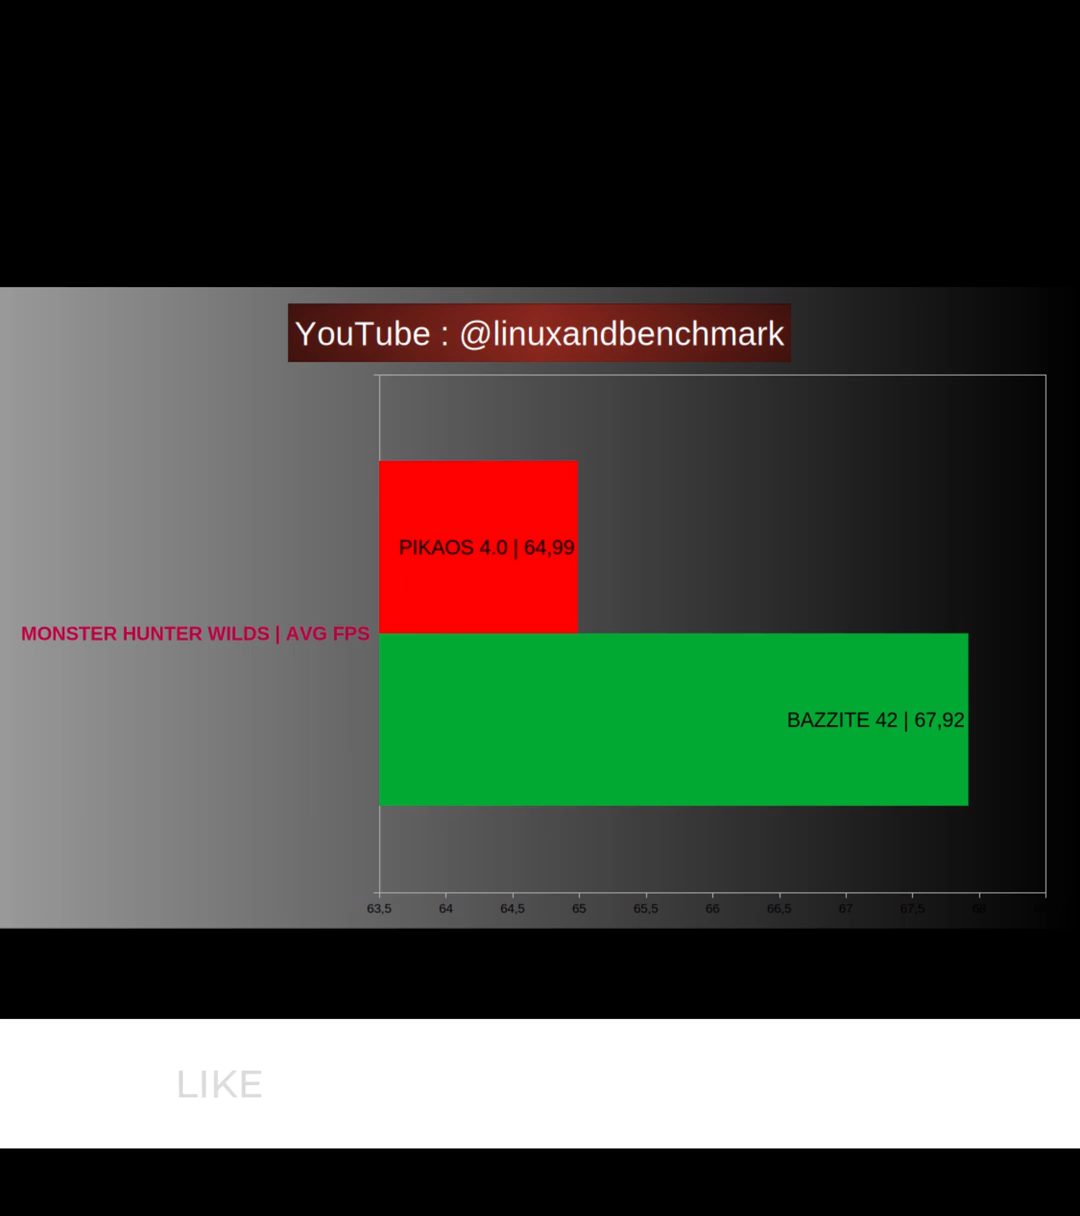 YouTube : @linuxandbenchmark
PIKAOS 4.0 | 64,99
MONSTER HUNTER WILDS | AVG FPS
BAZZITE 42 | 67,92
63,5 64 64,5 65 65,5 66 66,5 67 67,5 68
LIKE